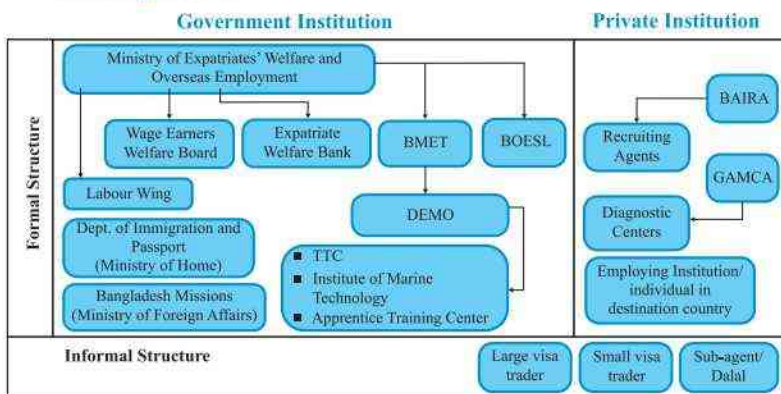 Government Institution
Private Institution
Formal Structure
Ministry of Expatriates' Welfare and
Overseas Employment
Wage Earners
Welfare Board
Expatriate
Welfare Bank
BMET
BOESL
Labour Wing
DEMO
Dept. of Immigration and
Passport
(Ministry of Home)
Bangladesh Missions
(Ministry of Foreign Affairs)
■ TTC
■ Institute of Marine
Technology
■ Apprentice Training Center
BAIRA
Recruiting
Agents
GAMCA
Diagnostic
Centers
Employing Institution/
individual in
destination country
Informal Structure
Large visa
trader
Small visa
trader
Sub-agent/
Dalal